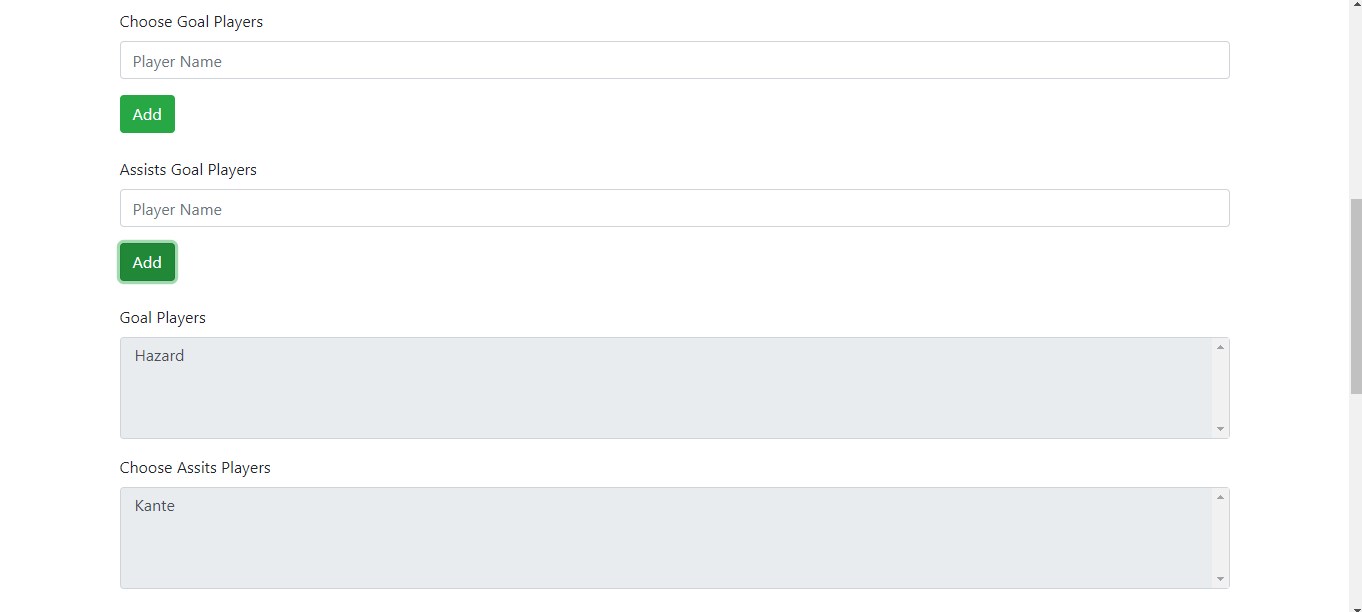 Choose Goal Players
Player Name
Add
Assists Goal Players
Player Name
Add
Goal Players
Hazard
Choose Assits Players
Kante